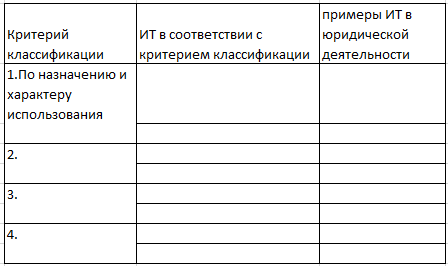 Критерий
классификации
ИТ в соответствии с
критерием классификации
примеры ИТ в
юридической
деятельности
1.По назначению и
характеру
использования
2.
3.
4.